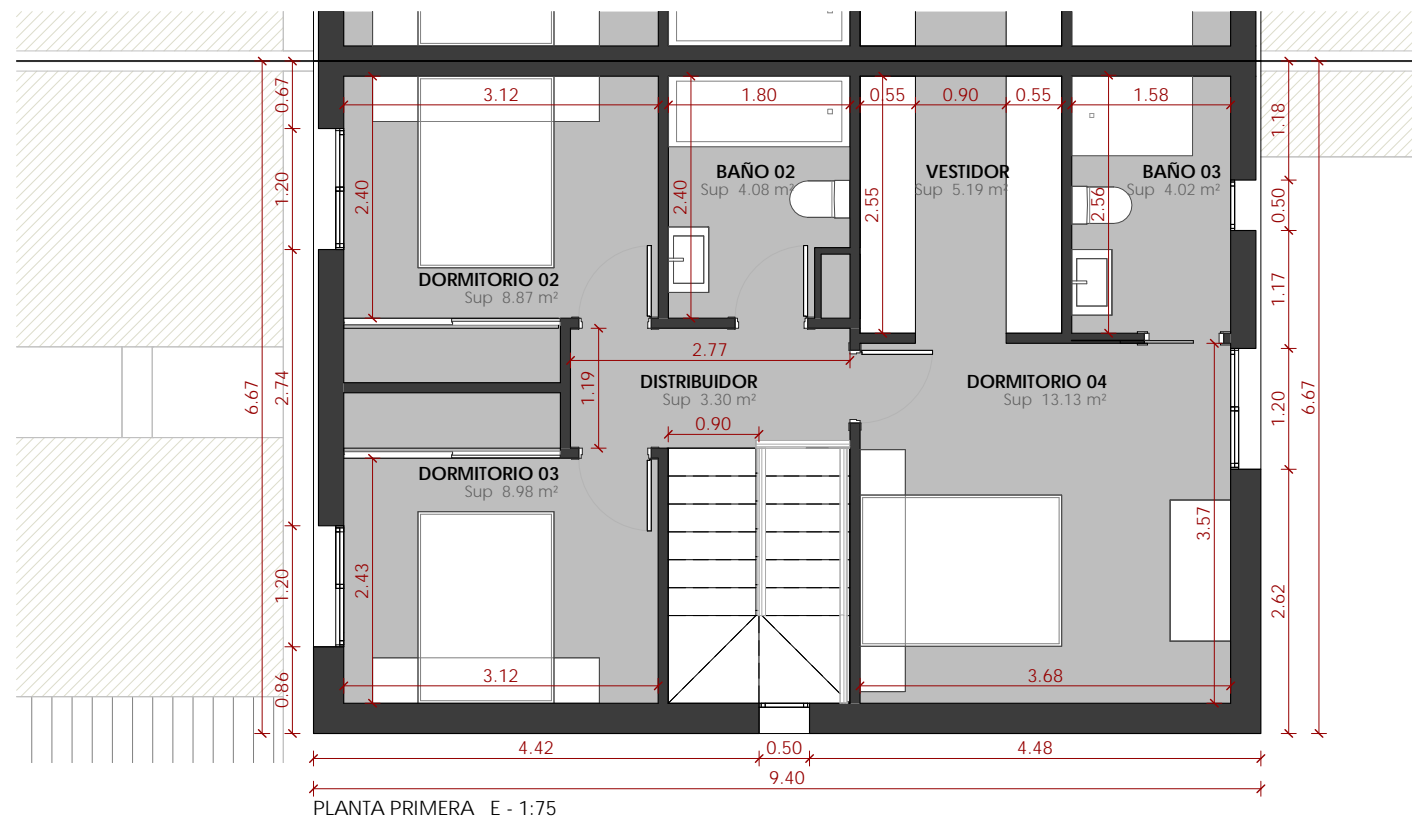 3.12
1.80
0.55
0.90
0.55
1.58
0.67
1.18
BAÑO 02
Sup 4.08 m²
VESTIDOR
Sup 5.19 m²
BAÑO 03
Sup 4.02 m²
1.20
2.40
2.40
2.55
2.56
0.50
DORMITORIO 02
Sup 8.87 m²
1.17
2.77
DISTRIBUIDOR
Sup 3.30 m²
DORMITORIO 04
Sup 13.13 m²
6.67
2.74
1.19
1.20
6.67
0.90
DORMITORIO 03
Sup 8.98 m²
3.57
1.20
2.43
2.62
3.12
3.68
0.86
4.42
0.50
4.48
9.40
PLANTA PRIMERA E - 1:75